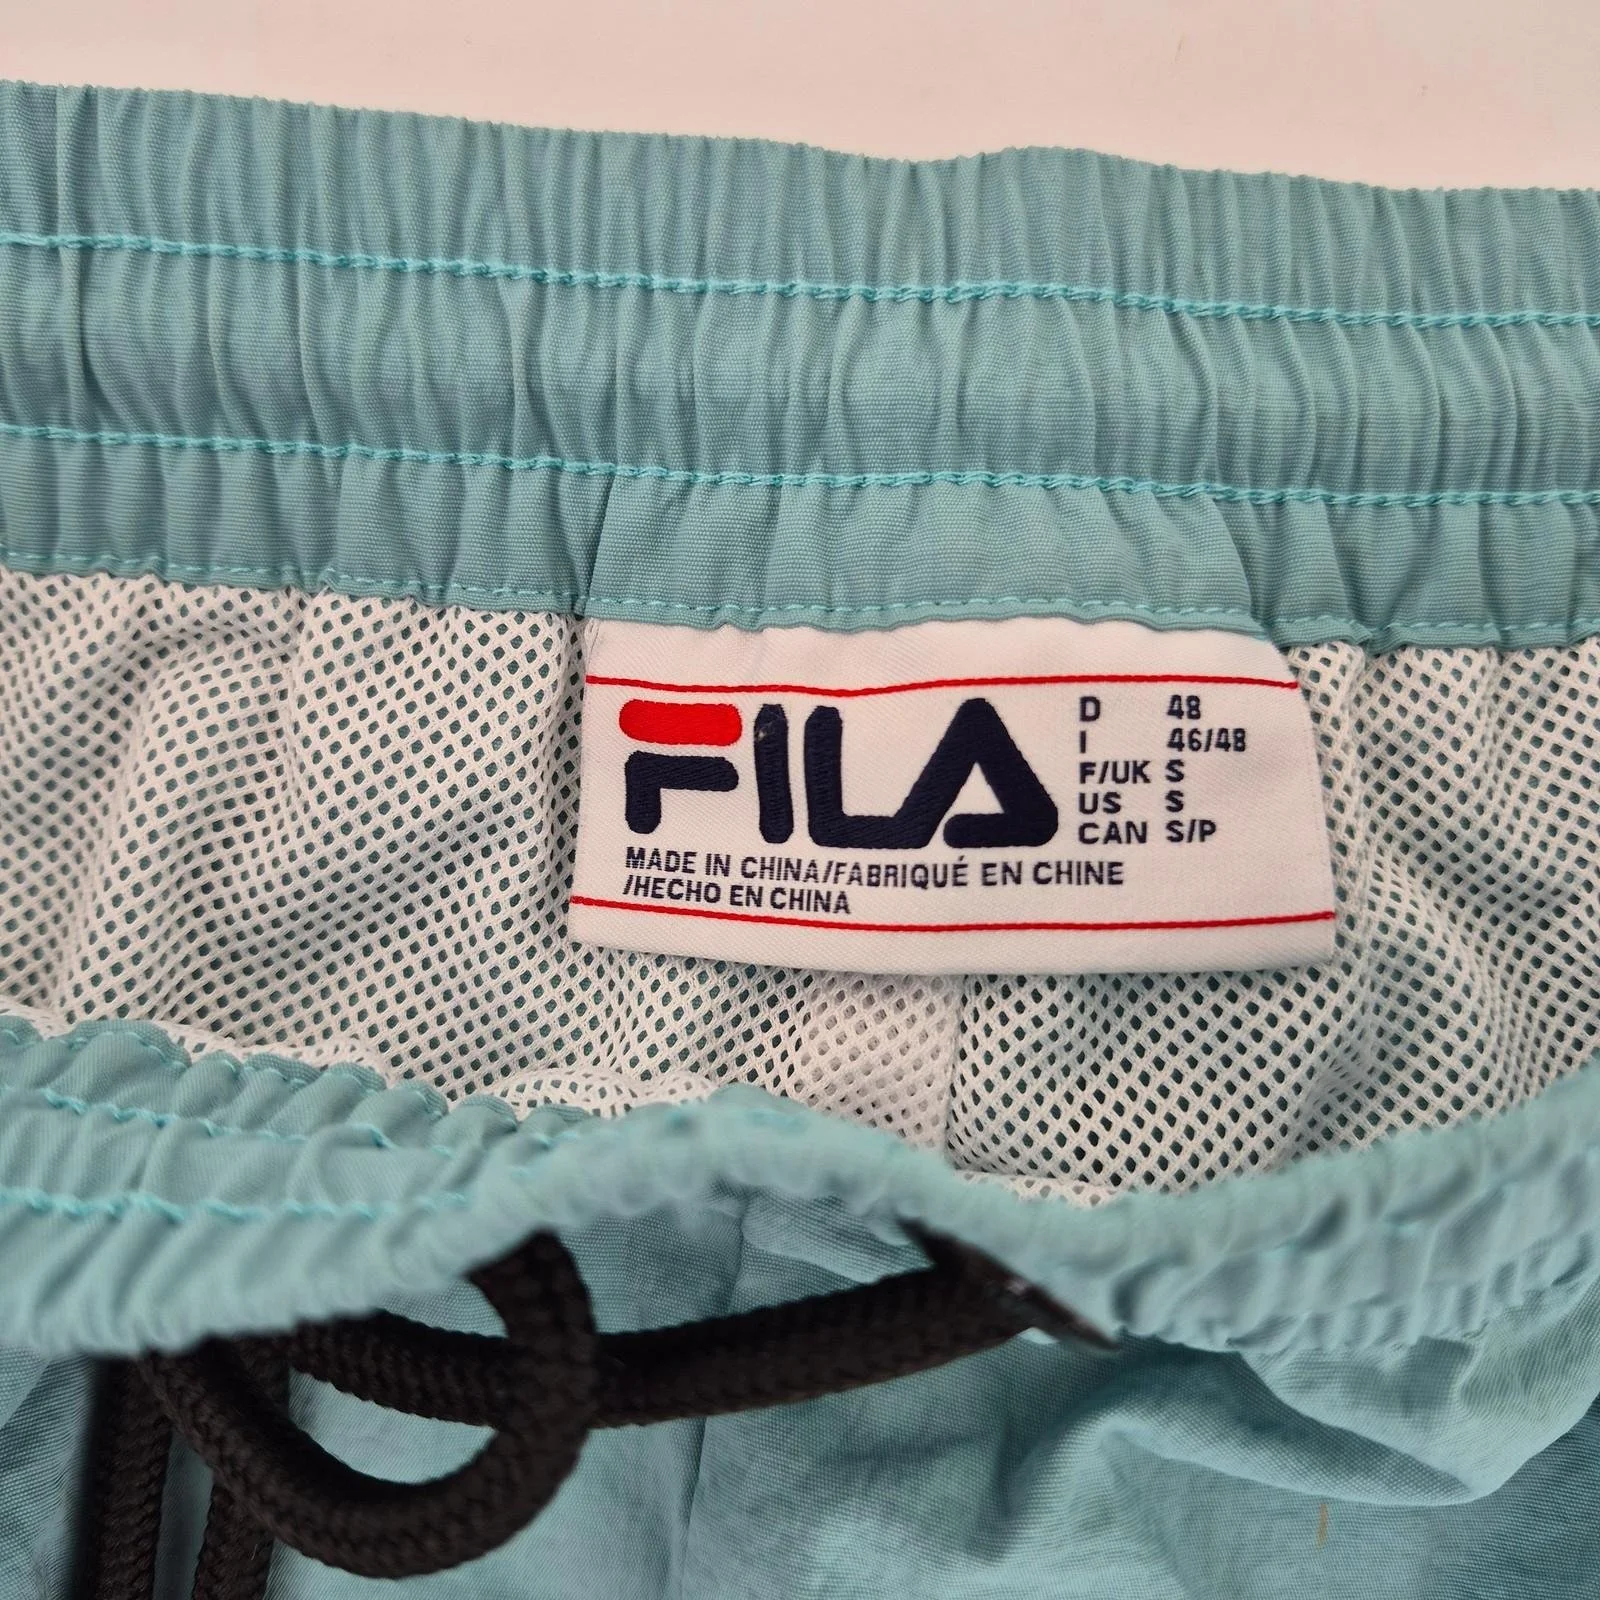 FILA
D 48
I 46/48
F/UK S
US S
CAN S/P
MADE IN CHINA/FABRIQUÉ EN CHINE
/HECHO EN CHINA